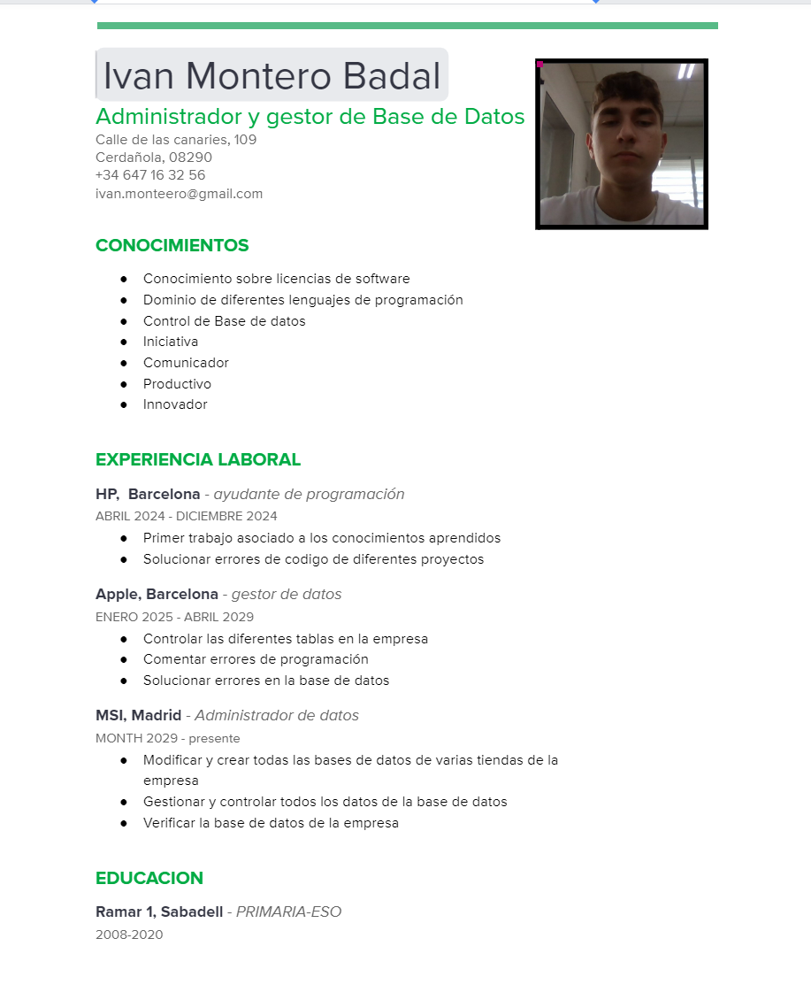 Ivan Montero Badal
Administrador y gestor de Base de Datos
Calle de las canaries, 109
Cerdañola, 08290
+34 647 16 32 56
ivan.monteero@gmail.com
CONOCIMIENTOS
● Conocimiento sobre licencias de software
● Dominio de diferentes lenguajes de programación
● Control de Base de datos
● Iniciativa
● Comunicador
● Productivo
● Innovador
EXPERIENCIA LABORAL
HP,  Barcelona - ayudante de programación
ABRIL 2024 - DICIEMBRE 2024
● Primer trabajo asociado a los conocimientos aprendidos
● Solucionar errores de codigo de diferentes proyectos
Apple, Barcelona - gestor de datos
ENERO 2025 - ABRIL 2029
● Controlar las diferentes tablas en la empresa
● Comentar errores de programación
● Solucionar errores en la base de datos
MSI, Madrid - Administrador de datos
MONTH 2029 - presente
● Modificar y crear todas las bases de datos de varias tiendas de la
empresa
● Gestionar y controlar todos los datos de la base de datos
● Verificar la base de datos de la empresa
EDUCACION
Ramar 1, Sabadell - PRIMARIA-ESO
2008-2020